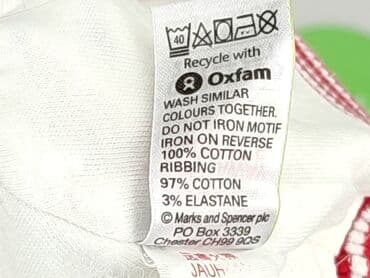 40
Recycle with
Oxfam
WASH SIMILAR
COLOURS TOGETHER.
DO NOT IRON MOTIF
IRON ON REVERSE
100% COTTON
RIBBING
97% COTTON
3% ELASTANE
© Marks and Spencer plc
PO Box 3339
Chester CH99 9QS